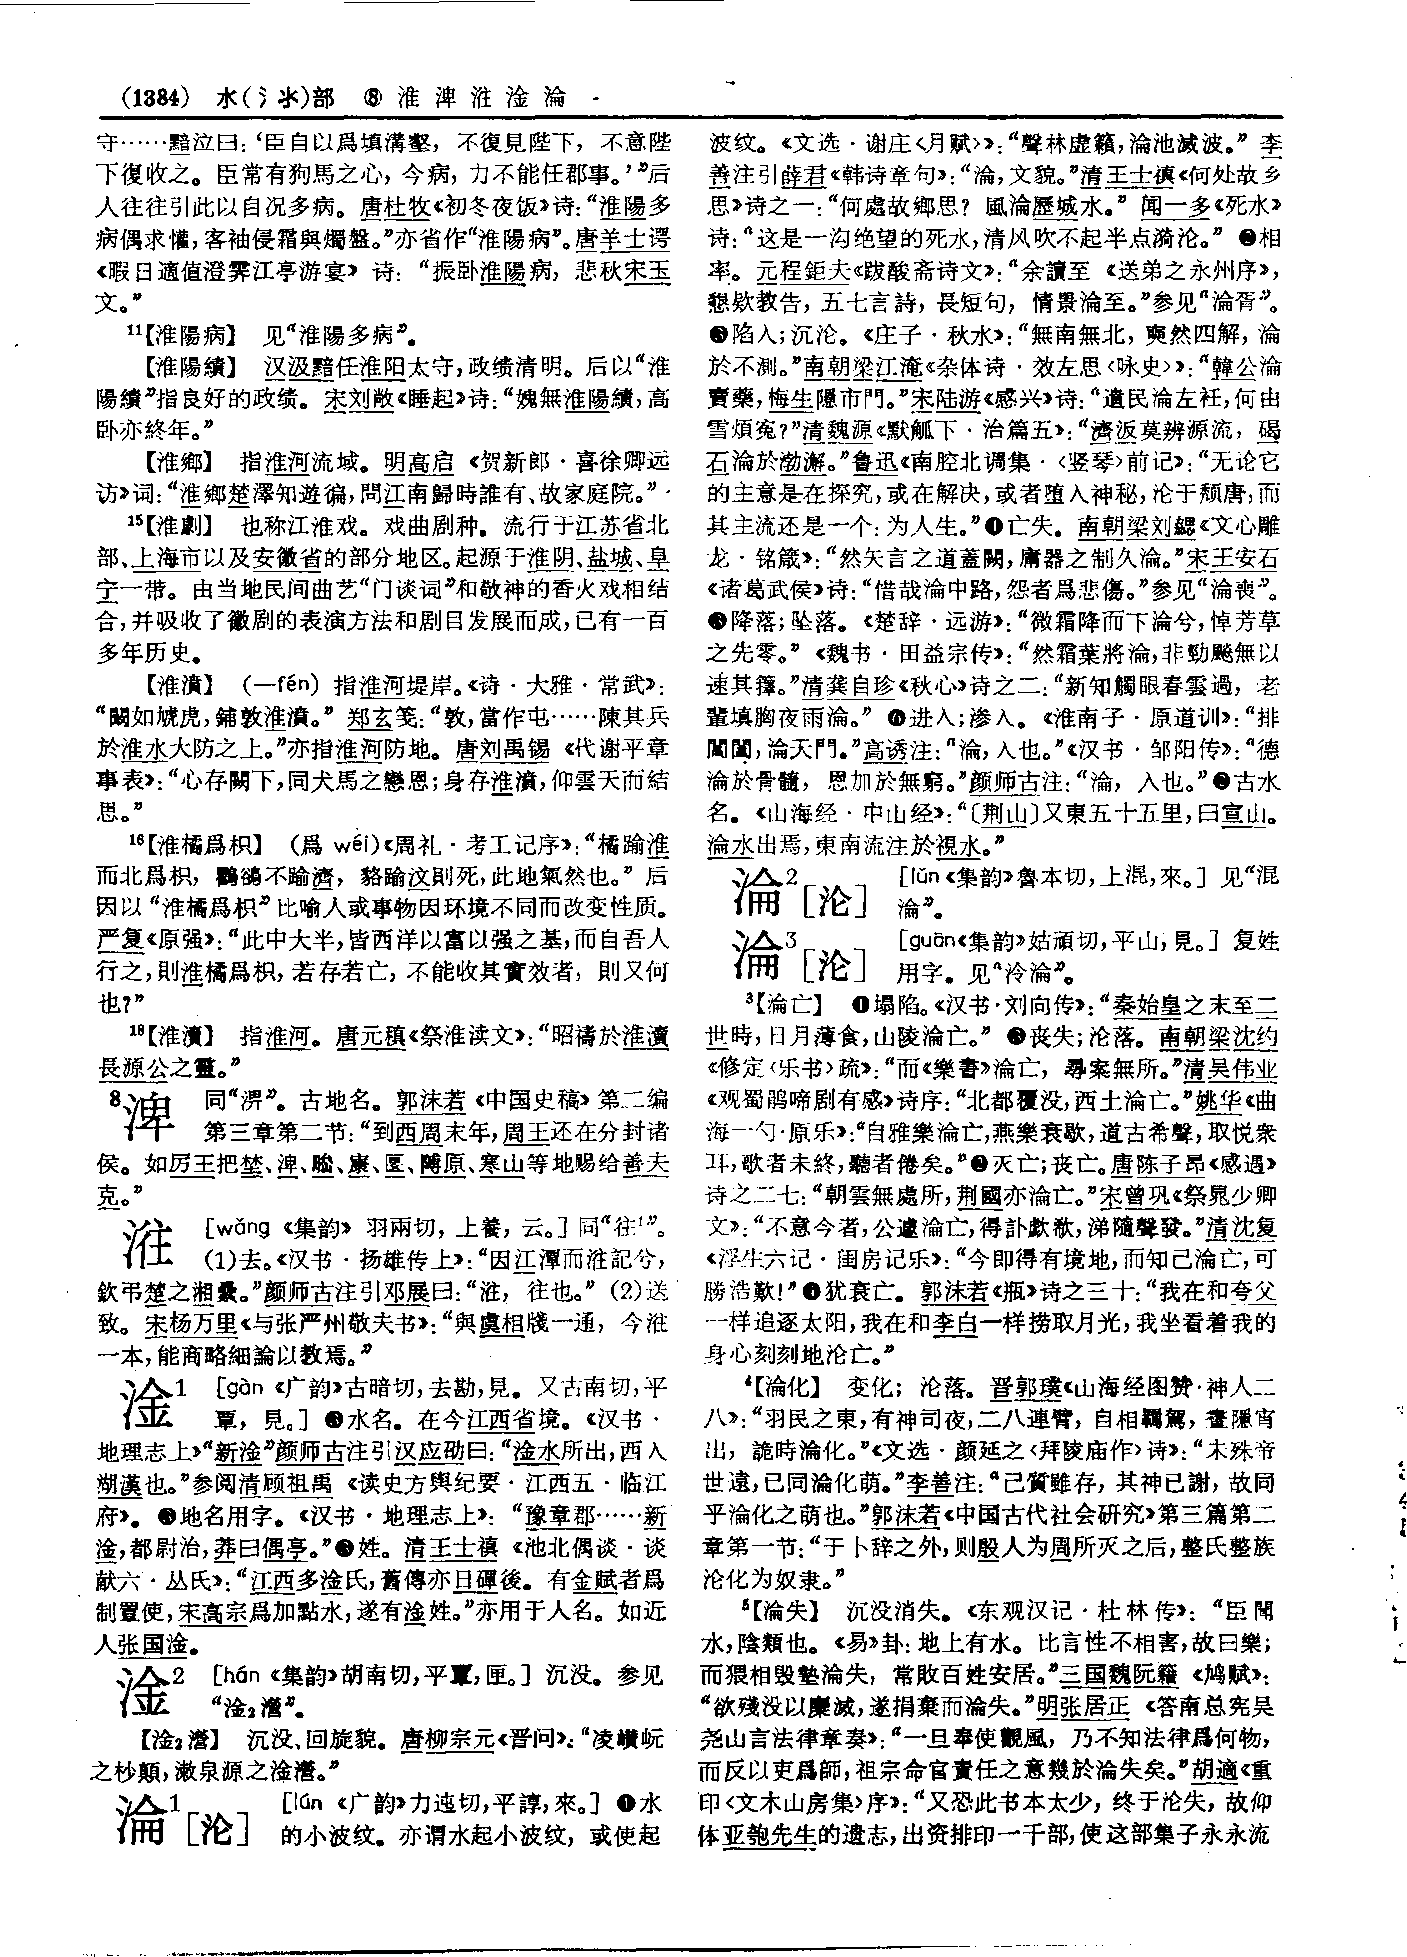 (1384) 水(氵氺)部 ⑧ 淮 渒 㳹 淦 淪
守……黯泣曰：‘臣自以爲填溝壑，不復見陛下，不意陛
下復收之。臣常有狗馬之心，今病，力不能任郡事。’”后
人往往引此以自况多病。唐杜牧《初冬夜饭》诗：“淮陽多
病偶求懽，客袖侵霜與燭盤。”亦省作“淮陽病”。唐羊士谔
《暇日適值澄霽江亭游宴》诗：“振卧淮陽病，悲秋宋玉
文。”
11【淮陽病】 见“淮陽多病”。
【淮陽績】 汉汲黯任淮阳太守，政绩清明。后以“淮
陽績”指良好的政绩。宋刘敞《睡起》诗：“媿無淮陽績，高
卧亦終年。”
【淮鄉】 指淮河流域。明高启《贺新郎·喜徐卿远
访》词：“淮鄉楚澤知遊徧，問江南歸時誰有、故家庭院。”
15【淮劇】 也称江淮戏。戏曲剧种。流行于江苏省北
部、上海市以及安徽省的部分地区。起源于淮阴、盐城、阜
宁一带。由当地民间曲艺“门谈词”和敬神的香火戏相结
合，并吸收了徽剧的表演方法和剧目发展而成，已有一百
多年历史。
【淮濆】 (—fén) 指淮河堤岸。《诗·大雅·常武》：
“闞如虓虎，鋪敦淮濆。”郑玄笺：“敦，當作屯……陳其兵
於淮水大防之上。”亦指淮河防地。唐刘禹锡《代谢平章
事表》：“心存闕下，同犬馬之戀恩；身存淮濆，仰雲天而結
思。”
16【淮橘爲枳】 (爲 wéi)《周礼·考工记序》：“橘踰淮
而北爲枳，鸜鵒不踰濟，貉踰汶則死，此地氣然也。”后
因以“淮橘爲枳”比喻人或事物因环境不同而改变性质。
严复《原强》：“此中大半，皆西洋以富以强之基，而自吾人
行之，則淮橘爲枳，若存若亡，不能收其實效者，則又何
也？”
18【淮瀆】 指淮河。唐元稹《祭淮渎文》：“昭禱於淮瀆
長源公之靈。”
8渒 同“淠”。古地名。郭沫若《中国史稿》第二编
第三章第二节：“到西周末年，周王还在分封诸
侯。如厉王把埜、渒、、康、匽、原、寒山等地赐给善夫
克。”
㳹 [wǎng《集韵》羽兩切，上養，云。] 同“往1”。
(1)去。《汉书·扬雄传上》：“因江潭而㳹記兮，
欽弔楚之湘纍。”颜师古注引邓展曰：“㳹，往也。”(2)送
致。宋杨万里《与张严州敬夫书》：“與虞相牋一通，今㳹
一本，能商略細論以教焉。”
淦1 [gàn《广韵》古暗切，去勘，見。又古南切，平
覃，見。] ❶水名。在今江西省境。《汉书·
地理志上》“新淦”颜师古注引汉应劭曰：“淦水所出，西入
湖漢也。”参阅清顾祖禹《读史方舆纪要·江西五·临江
府》。❷地名用字。《汉书·地理志上》：“豫章郡……新
淦，都尉治，莽曰偶亭。”❸姓。清王士禛《池北偶谈·谈
献六·丛氏》：“江西多淦氏，舊傳亦日磾後。有金賦者爲
制置使，宋高宗爲加點水，遂有淦姓。”亦用于人名。如近
人张国淦。
淦2 [hán《集韵》胡南切，平覃，匣。] 沉没。参见
“淦2灊”。
【淦2灊】 沉没、回旋貌。唐柳宗元《晋问》：“凌巑岏
之杪顛，漱泉源之淦灊。”
淪1[沦] [lún《广韵》力迍切，平諄，來。] ❶水
的小波纹。亦谓水起小波纹，或使起
波纹。《文选·谢庄〈月赋〉》：“聲林虚籟，淪池滅波。”李
善注引薛君《韩诗章句》：“淪，文貌。”清王士禛《何处故乡
思》诗之一：“何處故鄉思？風淪歷城水。”闻一多《死水》
诗：“这是一沟绝望的死水，清风吹不起半点漪沦。”❷相
率。元程鉅夫《跋酸斋诗文》：“余讀至《送弟之永州序》，
懇欵教告，五七言詩，長短句，情景淪至。”参见“淪胥”。
❸陷入；沉沦。《庄子·秋水》：“無南無北，奭然四解，淪
於不測。”南朝梁江淹《杂体诗·效左思〈咏史〉》：“韓公淪
賣藥，梅生隱市門。”宋陆游《感兴》诗：“遺民淪左衽，何由
雪煩冤？”清魏源《默觚下·治篇五》：“濟汳莫辨源流，碣
石淪於渤澥。”鲁迅《南腔北调集·〈竖琴〉前记》：“无论它
的主意是在探究，或在解决，或者堕入神秘，沦于颓唐，而
其主流还是一个：为人生。”❹亡失。南朝梁刘勰《文心雕
龙·铭箴》：“然矢言之道蓋闕，庸器之制久淪。”宋王安石
《诸葛武侯》诗：“惜哉淪中路，怨者爲悲傷。”参见“淪喪”。
❺降落；坠落。《楚辞·远游》：“微霜降而下淪兮，悼芳草
之先零。”《魏书·田益宗传》：“然霜葉將淪，非勁飈無以
速其籜。”清龚自珍《秋心》诗之二：“新知觸眼春雲過，老
輩填胸夜雨淪。”❻进入；渗入。《淮南子·原道训》：“排
閶闔，淪天門。”高诱注：“淪，入也。”《汉书·邹阳传》：“德
淪於骨髓，恩加於無窮。”颜师古注：“淪，入也。”❼古水
名。《山海经·中山经》：“〔荆山〕又東五十五里，曰宣山。
淪水出焉，東南流注於視水。”
淪2[沦] [lǔn《集韵》魯本切，上混，來。] 见“混
淪”。
淪3[沦] [guān《集韵》姑頑切，平山，見。] 复姓
用字。见“泠淪”。
3【淪亡】 ❶塌陷。《汉书·刘向传》：“秦始皇之末至二
世時，日月薄食，山陵淪亡。”❷丧失；沦落。南朝梁沈约
《修定〈乐书〉疏》：“而《樂書》淪亡，尋案無所。”清吴伟业
《观蜀鹃啼剧有感》诗序：“北都覆没，西土淪亡。”姚华《曲
海一勺·原乐》：“自雅樂淪亡，燕樂衰歇，道古希聲，取悦衆
耳，歌者未終，聽者倦矣。”❸灭亡；丧亡。唐陈子昂《感遇》
诗之二七：“朝雲無處所，荆國亦淪亡。”宋曾巩《祭晁少卿
文》：“不意今者，公遽淪亡，得訃歔欷，涕隨聲發。”清沈复
《浮生六记·闺房记乐》：“今即得有境地，而知己淪亡，可
勝浩歎！”❹犹衰亡。郭沫若《瓶》诗之三十：“我在和夸父
一样追逐太阳，我在和李白一样捞取月光，我坐看着我的
身心刻刻地沦亡。”
4【淪化】 变化；沦落。晋郭璞《山海经图赞·神人二
八》：“羽民之東，有神司夜，二八連臂，自相羈駕，晝隱宵
出，詭時淪化。”《文选·颜延之〈拜陵庙作〉诗》：“未殊帝
世遠，已同淪化萌。”李善注：“己質雖存，其神已謝，故同
乎淪化之萌也。”郭沫若《中国古代社会研究》第三篇第二
章第一节：“于卜辞之外，则殷人为周所灭之后，整氏整族
沦化为奴隶。”
5【淪失】 沉没消失。《东观汉记·杜林传》：“臣聞
水，陰類也。《易》卦：地上有水。比言性不相害，故曰樂；
而猥相毁墊淪失，常敗百姓安居。”三国魏阮籍《鸠赋》：
“欲殘没以麋滅，遂捐棄而淪失。”明张居正《答南总宪吴
尧山言法律章奏》：“一旦奉使觀風，乃不知法律爲何物，
而反以吏爲師，祖宗命官責任之意幾於淪失矣。”胡適《重
印〈文木山房集〉序》：“又恐此书本太少，终于沦失，故仰
体亚匏先生的遗志，出资排印一千部，使这部集子永永流